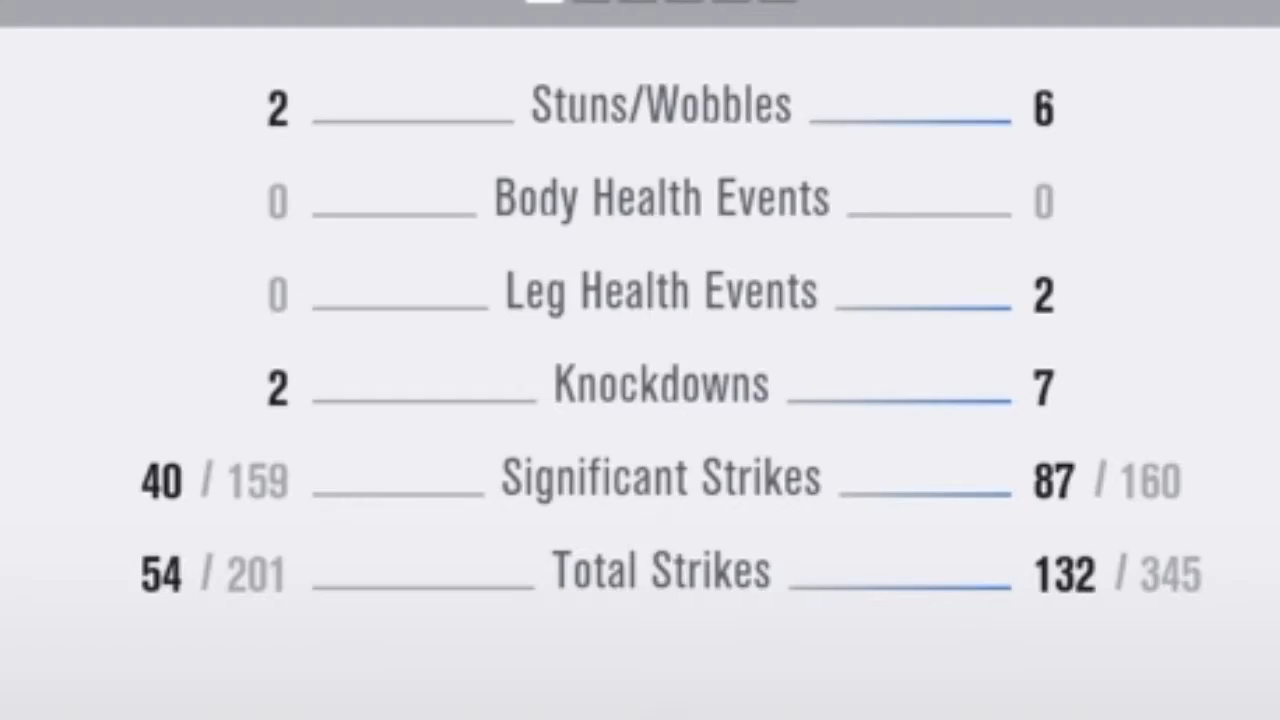 2 Stuns/Wobbles 6
0 Body Health Events 0
0 Leg Health Events 2
2 Knockdowns 7
40 / 159 Significant Strikes 87 / 160
54 / 201 Total Strikes 132 / 345